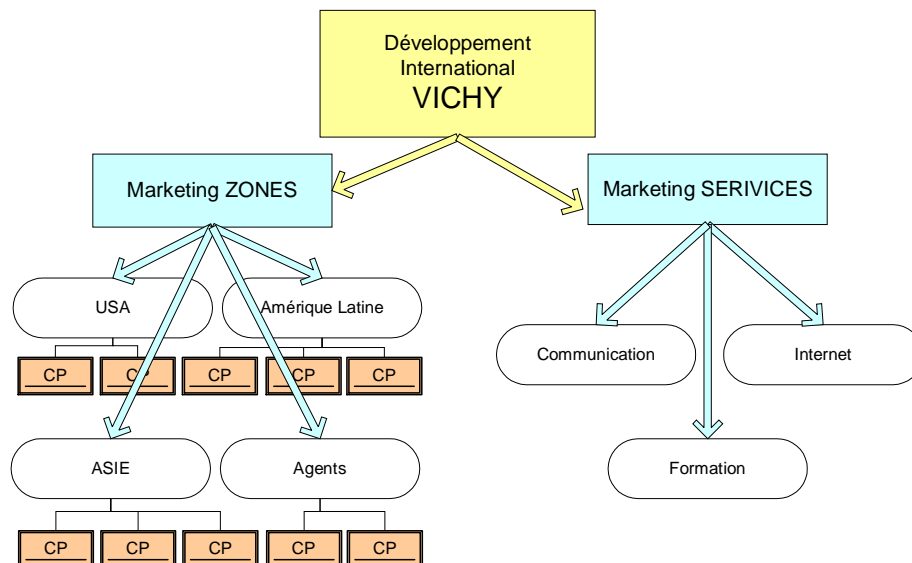 Développement
International
VICHY
Marketing ZONES
Marketing SERIVICES
USA
Amérique Latine
CP
CP
CP
CP
CP
Communication
Internet
ASIE
Agents
Formation
CP
CP
CP
CP
CP